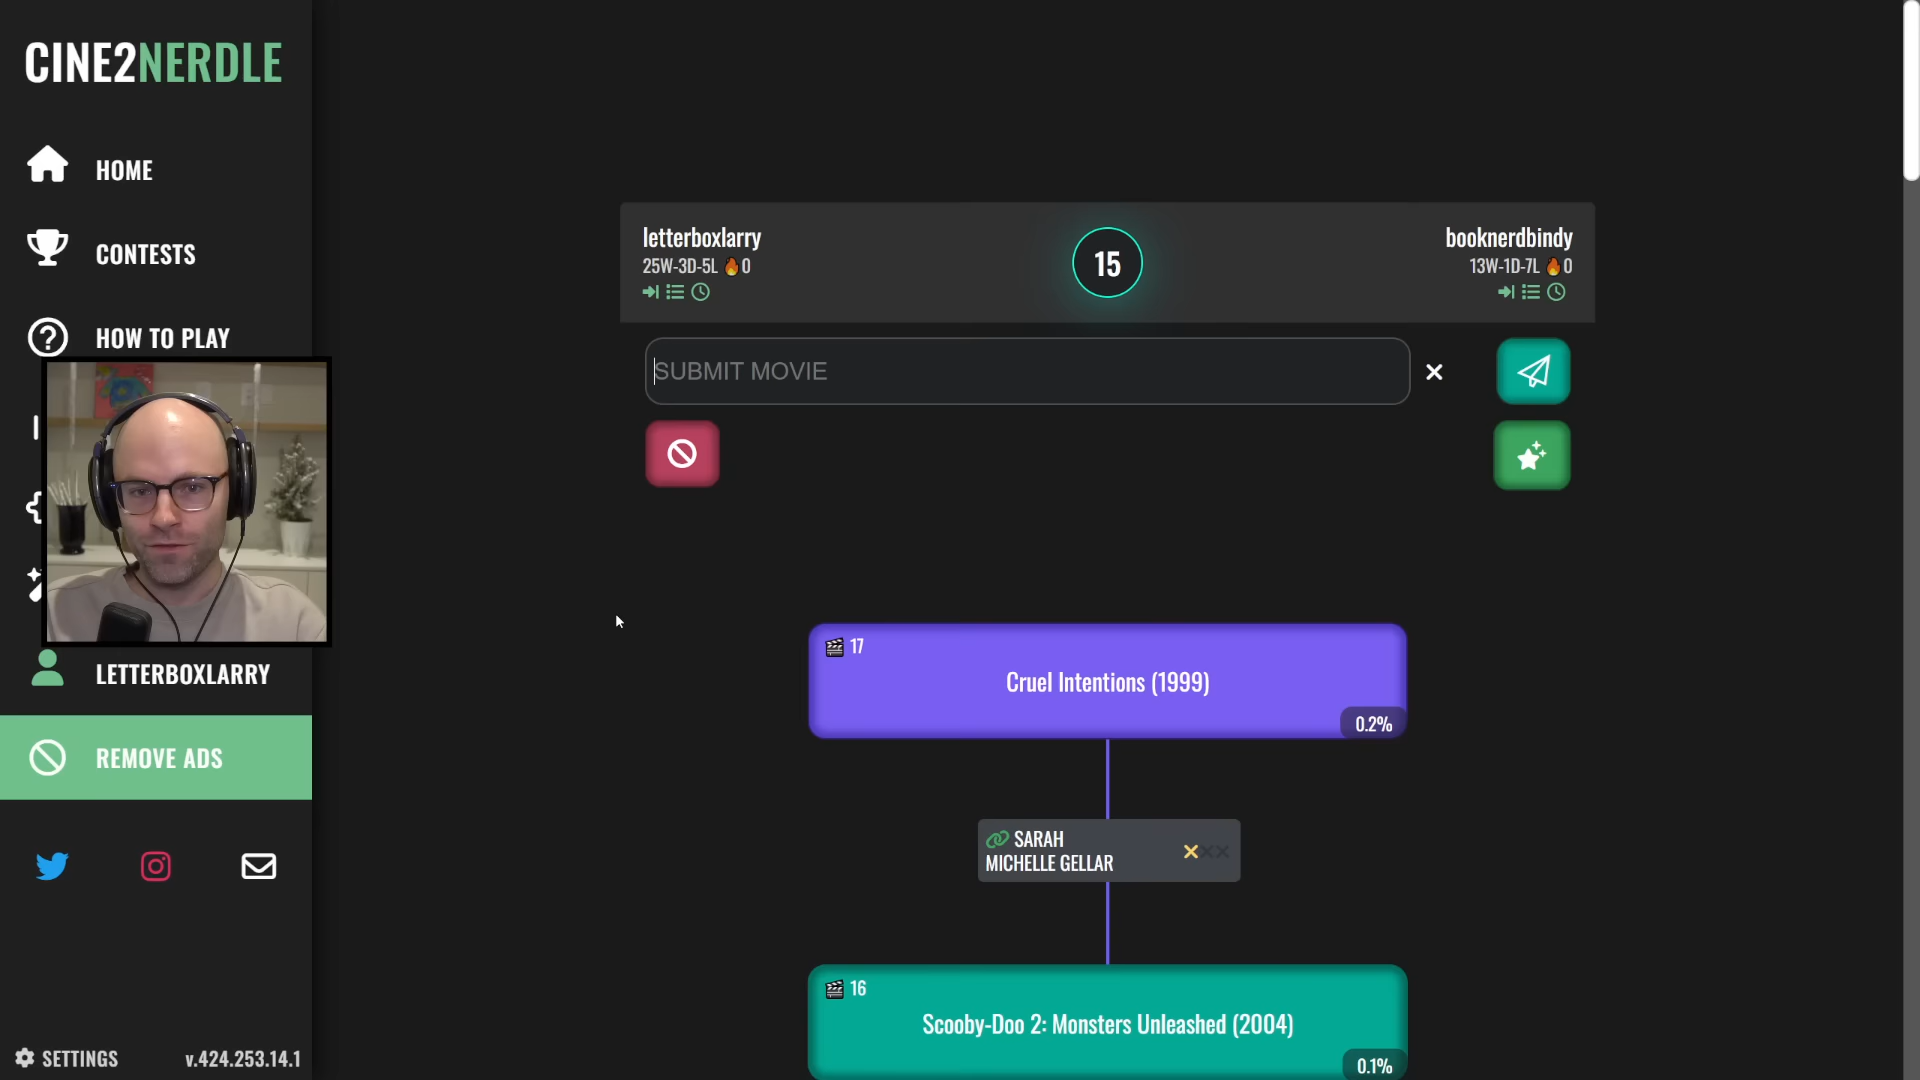 CINE2NERDLE
HOME
CONTESTS
HOW TO PLAY
LETTERBOXLARRY
REMOVE ADS
SETTINGS
v.424.253.14.1
letterboxlarry
25W-3D-5L 🔥0
15
booknerdbindy
13W-1D-7L 🔥0
SUBMIT MOVIE
17
Cruel Intentions (1999)
0.2%
SARAH
MICHELLE GELLAR
16
Scooby-Doo 2: Monsters Unleashed (2004)
0.1%